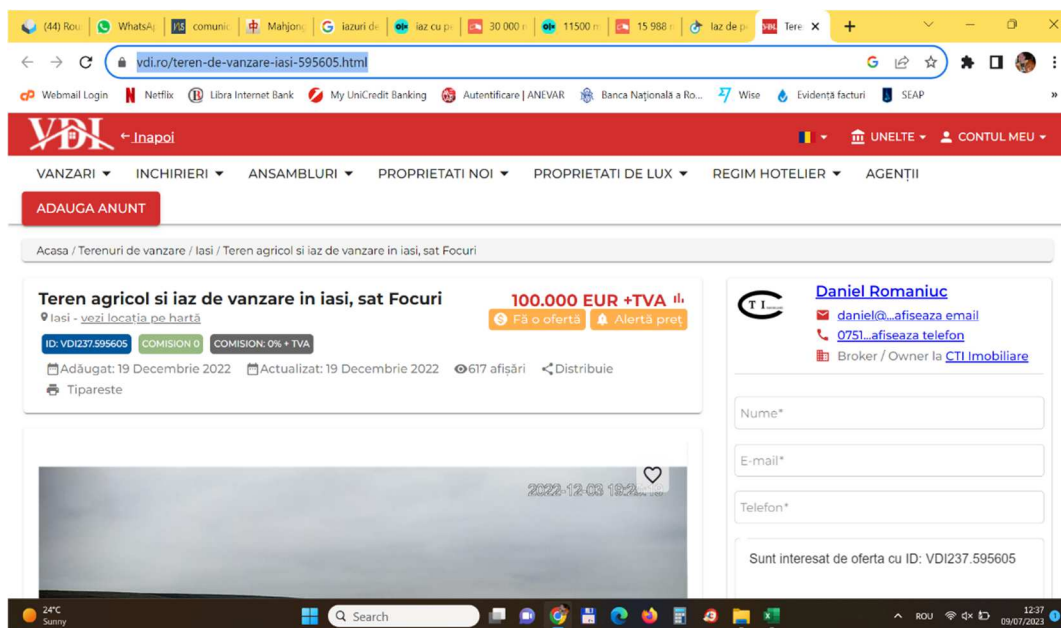 (44) Rou
WhatsA
comunic
Mahjong
iazuri de
iaz cu p
30 000
11500
15 988
Iaz de p
Tere
vdi.ro/teren-de-vanzare-iasi-595605.html
Webmail Login Netflix Libra Internet Bank My UniCredit Banking Autentificare | ANEVAR Banca Națională a Ro... Wise Evidență facturi SEAP »
VDI ← Inapoi UNELTE CONTUL MEU
VANZARI INCHIRIERI ANSAMBLURI PROPRIETATI NOI PROPRIETATI DE LUX REGIM HOTELIER AGENȚII
ADAUGA ANUNT
Acasa / Terenuri de vanzare / Iasi / Teren agricol si iaz de vanzare in iasi, sat Focuri
Teren agricol si iaz de vanzare in iasi, sat Focuri
100.000 EUR +TVA
Iasi - vezi locația pe hartă
Fă o ofertă Alertă preț
ID: VDI237.595605 COMISION 0 COMISION: 0% + TVA
Adăugat: 19 Decembrie 2022 Actualizat: 19 Decembrie 2022 617 afișări Distribuie
Tipareste
2022-12-03
C T I
Daniel Romaniuc
daniel@...afiseaza email
0751...afiseaza telefon
Broker / Owner la CTI Imobiliare
Nume*
E-mail*
Telefon*
Sunt interesat de oferta cu ID: VDI237.595605
24°C
Sunny
Search
ROU
12:37
09/07/2023